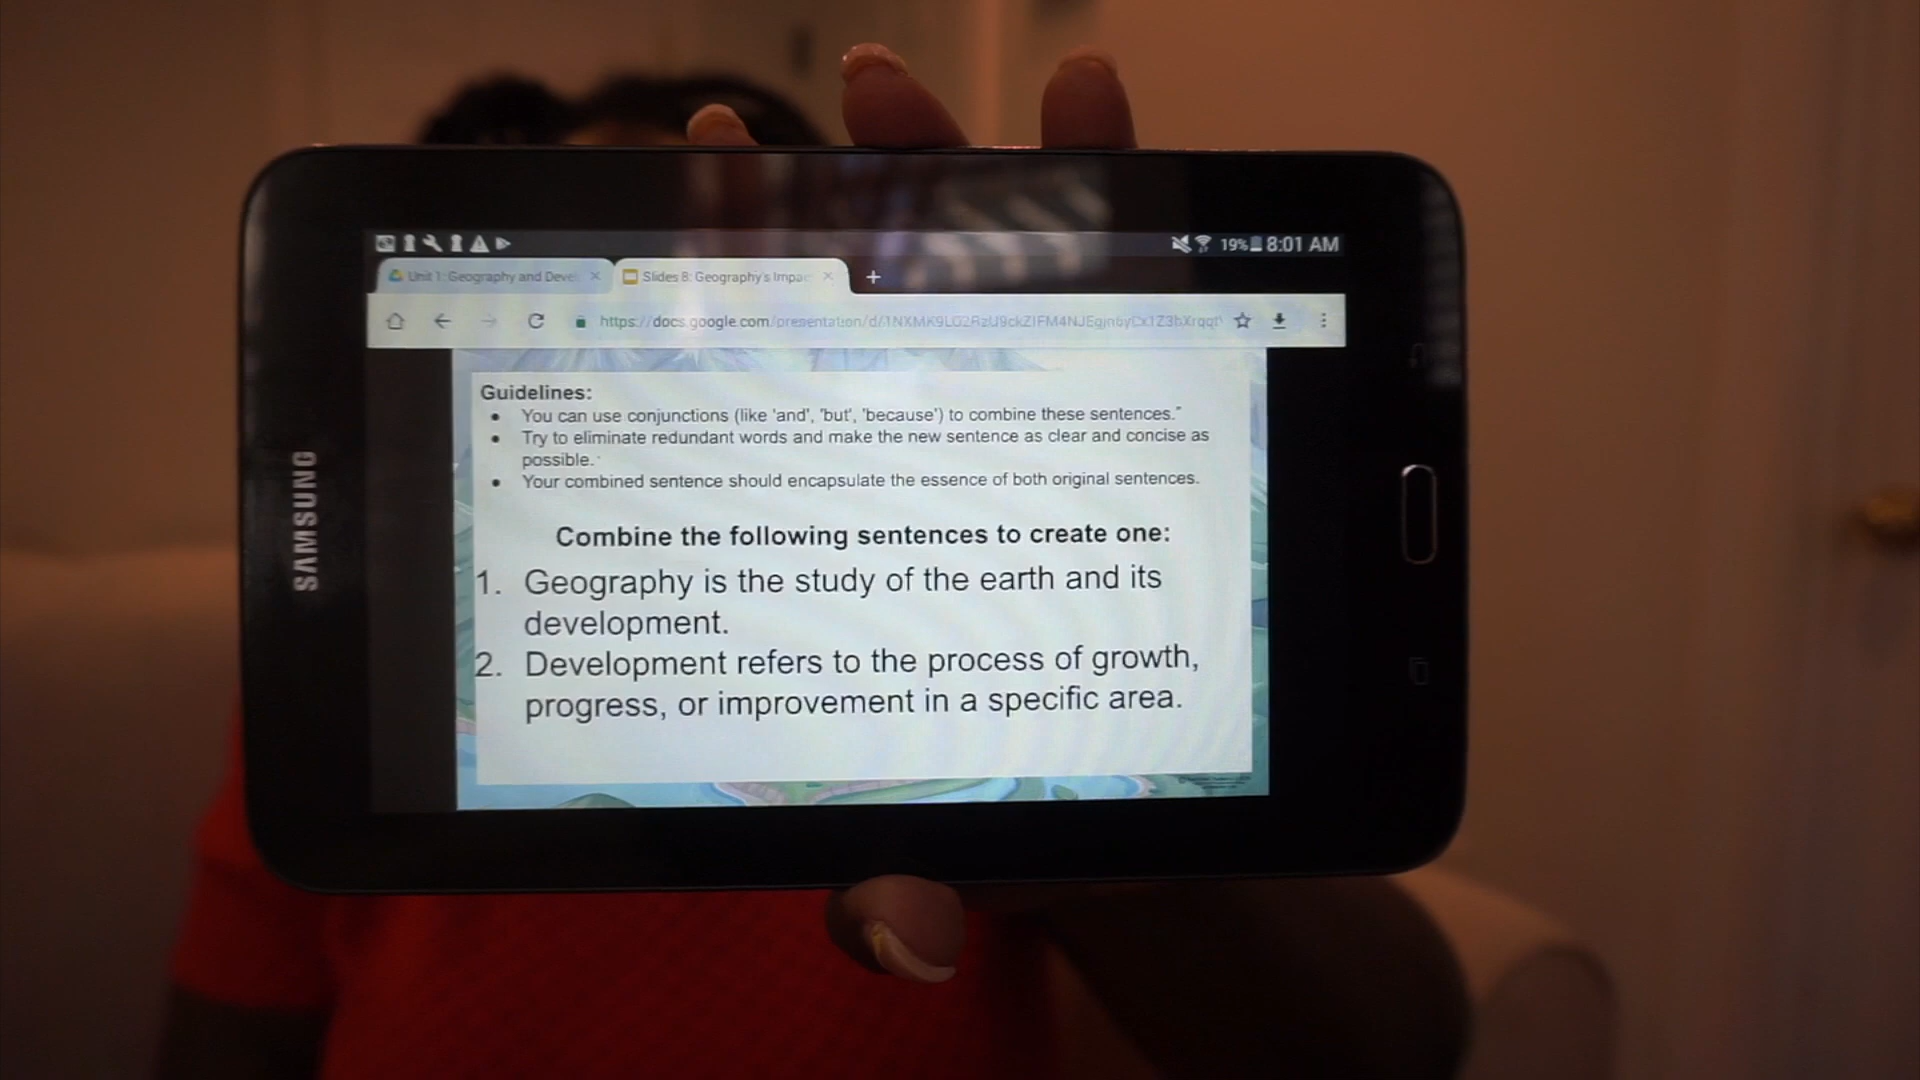 19% 8:01 AM
Unit 1: Geography and Deve
Slides 8: Geography's Impac
https://docs.google.com/presentation/d/
Guidelines:
• You can use conjunctions (like 'and', 'but', 'because') to combine these sentences."
• Try to eliminate redundant words and make the new sentence as clear and concise as
possible.
• Your combined sentence should encapsulate the essence of both original sentences.
Combine the following sentences to create one:
1. Geography is the study of the earth and its
development.
2. Development refers to the process of growth,
progress, or improvement in a specific area.
SAMSUNG